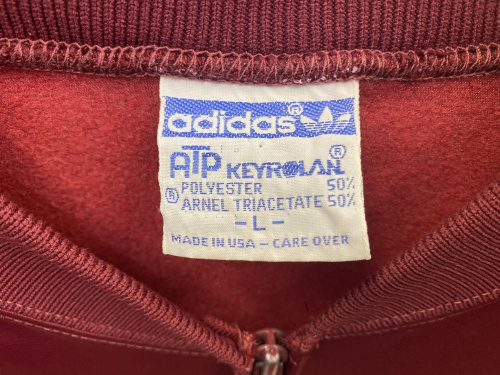 adidas®
ATP KEYROLAN®
® POLYESTER 50%
ARNEL TRIACETATE 50%
- L -
MADE IN USA – CARE OVER